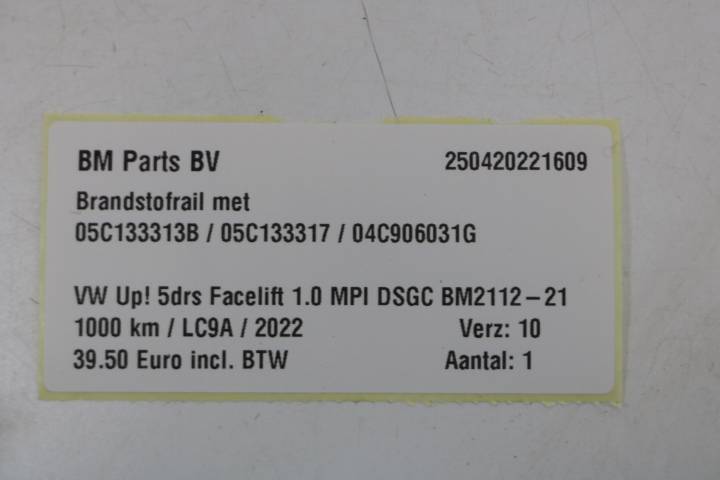 BM Parts BV 250420221609
Brandstofrail met
05C133313B / 05C133317 / 04C906031G
VW Up! 5drs Facelift 1.0 MPI DSGC BM2112-21
1000 km / LC9A / 2022 Verz: 10
39.50 Euro incl. BTW Aantal: 1